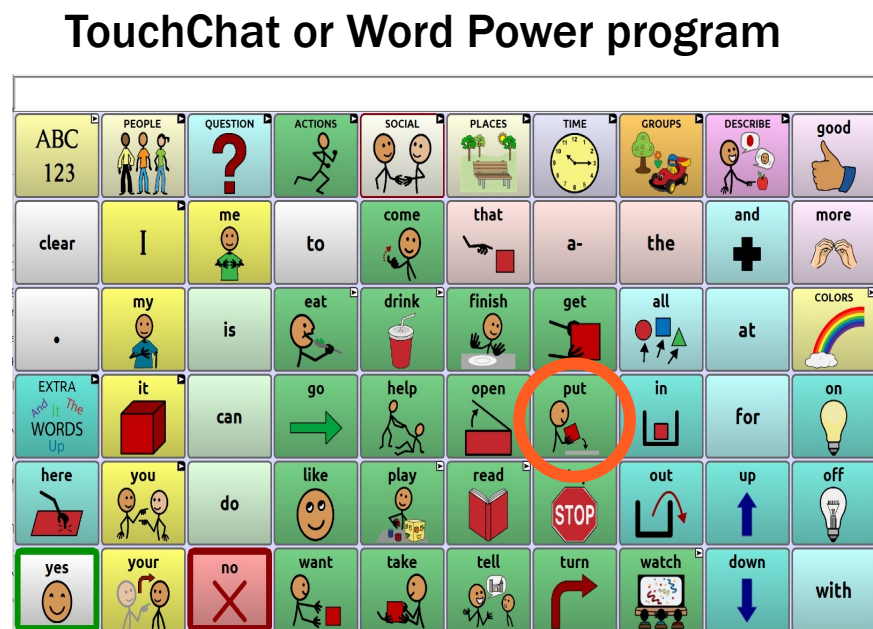 TouchChat or Word Power program
ABC 123 PEOPLE QUESTION ACTIONS SOCIAL PLACES TIME GROUPS DESCRIBE good
clear I me to come that a- the and more
. my is eat drink finish get all at COLORS
EXTRA And It The WORDS Up it can go help open put in for on
here you do like play read STOP out up off
yes your no want take tell turn watch down with